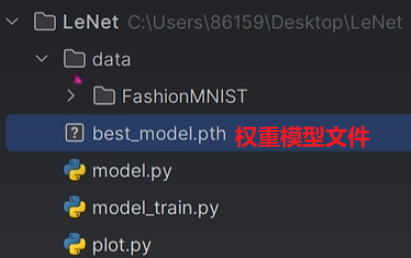 LeNet C:\Users\86159\Desktop\LeNet
data
FashionMNIST
best_model.pth 权重模型文件
model.py
model_train.py
plot.py